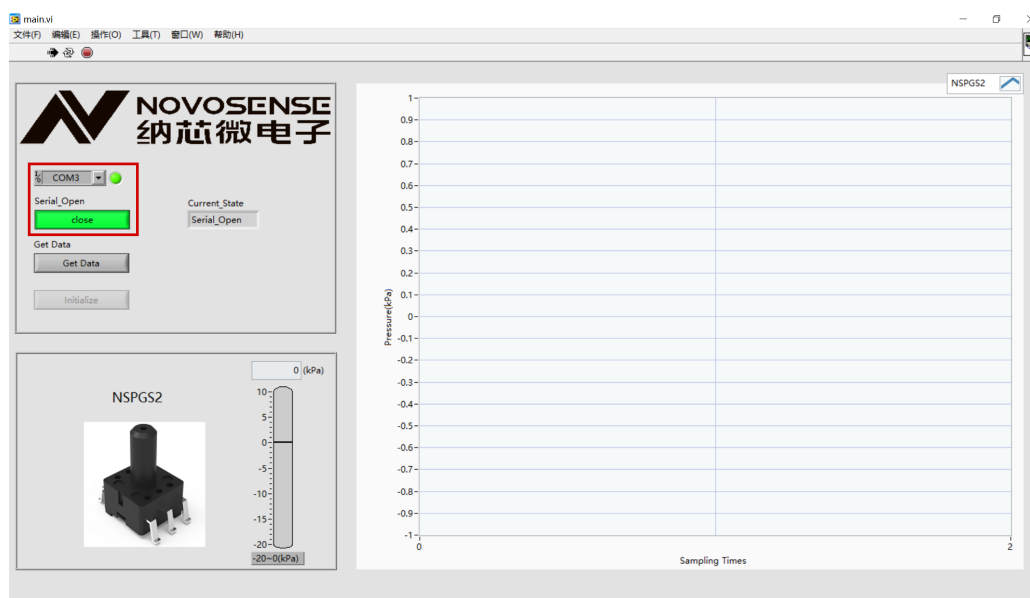 main.vi
文件(F) 编辑(E) 操作(O) 工具(T) 窗口(W) 帮助(H)
NOVOSENSE
纳芯微电子
COM3
Serial_Open
close
Current_State
Serial_Open
Get Data
Get Data
Initialize
NSPGS2
0 (kPa)
10
5
0
-5
-10
-15
-20
-20~0(kPa)
NSPGS2
Pressure(kPa)
1
0.9
0.8
0.7
0.6
0.5
0.4
0.3
0.2
0.1
0
-0.1
-0.2
-0.3
-0.4
-0.5
-0.6
-0.7
-0.8
-0.9
-1
0 2
Sampling Times